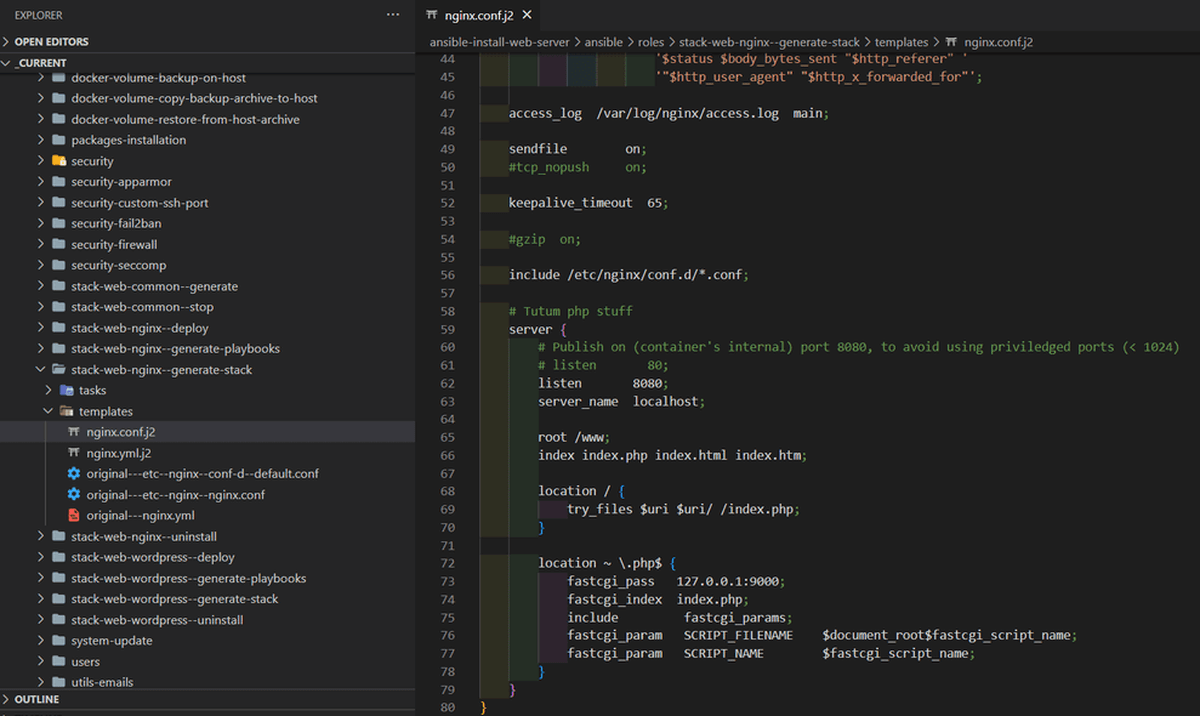 EXPLORER
···
OPEN EDITORS
_CURRENT
docker-volume-backup-on-host
docker-volume-copy-backup-archive-to-host
docker-volume-restore-from-host-archive
packages-installation
security
security-apparmor
security-custom-ssh-port
security-fail2ban
security-firewall
security-seccomp
stack-web-common--generate
stack-web-common--stop
stack-web-nginx--deploy
stack-web-nginx--generate-playbooks
stack-web-nginx--generate-stack
tasks
templates
nginx.conf.j2
nginx.yml.j2
original---etc--nginx--conf-d--default.conf
original---etc--nginx--nginx.conf
original---nginx.yml
stack-web-nginx--uninstall
stack-web-wordpress--deploy
stack-web-wordpress--generate-playbooks
stack-web-wordpress--generate-stack
stack-web-wordpress--uninstall
system-update
users
utils-emails
OUTLINE
nginx.conf.j2
ansible-install-web-server > ansible > roles > stack-web-nginx--generate-stack > templates > nginx.conf.j2
44 '$status $body_bytes_sent "$http_referer" '
45 '"$http_user_agent" "$http_x_forwarded_for"';
46
47 access_log  /var/log/nginx/access.log  main;
48
49 sendfile        on;
50 #tcp_nopush     on;
51
52 keepalive_timeout  65;
53
54 #gzip  on;
55
56 include /etc/nginx/conf.d/*.conf;
57
58 # Tutum php stuff
59 server {
60 # Publish on (container's internal) port 8080, to avoid using priviledged ports (< 1024)
61 # listen       80;
62 listen       8080;
63 server_name  localhost;
64
65 root /www;
66 index index.php index.html index.htm;
67
68 location / {
69 try_files $uri $uri/ /index.php;
70 }
71
72 location ~ \.php$ {
73 fastcgi_pass   127.0.0.1:9000;
74 fastcgi_index  index.php;
75 include         fastcgi_params;
76 fastcgi_param   SCRIPT_FILENAME    $document_root$fastcgi_script_name;
77 fastcgi_param   SCRIPT_NAME        $fastcgi_script_name;
78 }
79 }
80 }